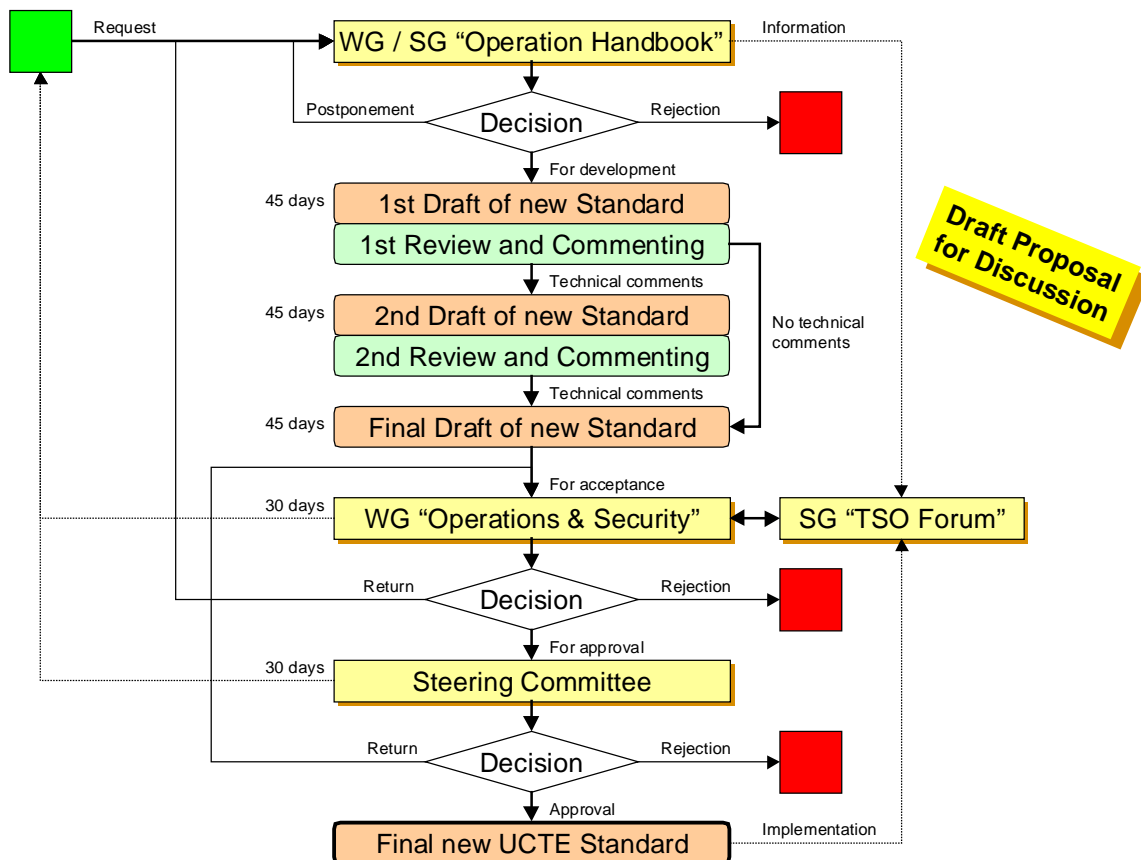 Request
WG / SG “Operation Handbook”
Information
Postponement
Decision
Rejection
For development
45 days
1st Draft of new Standard
1st Review and Commenting
Technical comments
45 days
2nd Draft of new Standard
2nd Review and Commenting
No technical
comments
Technical comments
45 days
Final Draft of new Standard
Draft Proposal
for Discussion
For acceptance
30 days
WG “Operations & Security”
SG “TSO Forum”
Return
Decision
Rejection
For approval
30 days
Steering Committee
Return
Decision
Rejection
Approval
Final new UCTE Standard
Implementation